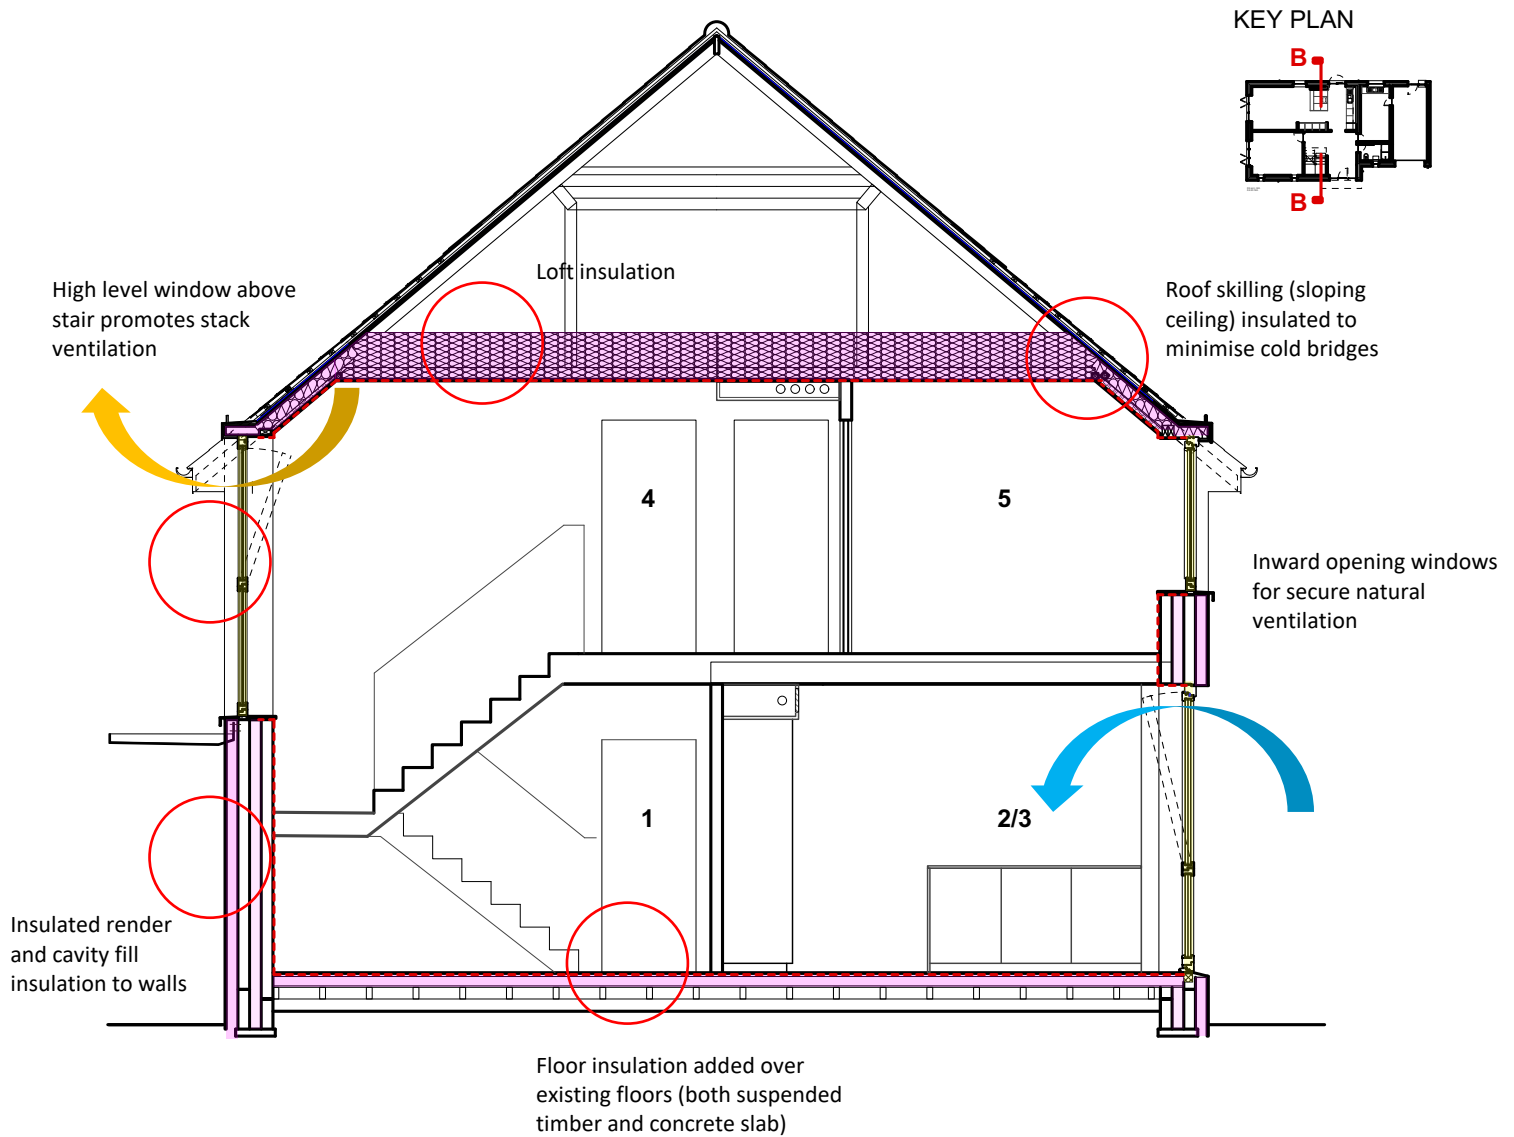 KEY PLAN
B
B
Loft insulation
High level window above
stair promotes stack
ventilation
Roof skilling (sloping
ceiling) insulated to
minimise cold bridges
4
5
Inward opening windows
for secure natural
ventilation
1
2/3
Insulated render
and cavity fill
insulation to walls
Floor insulation added over
existing floors (both suspended
timber and concrete slab)